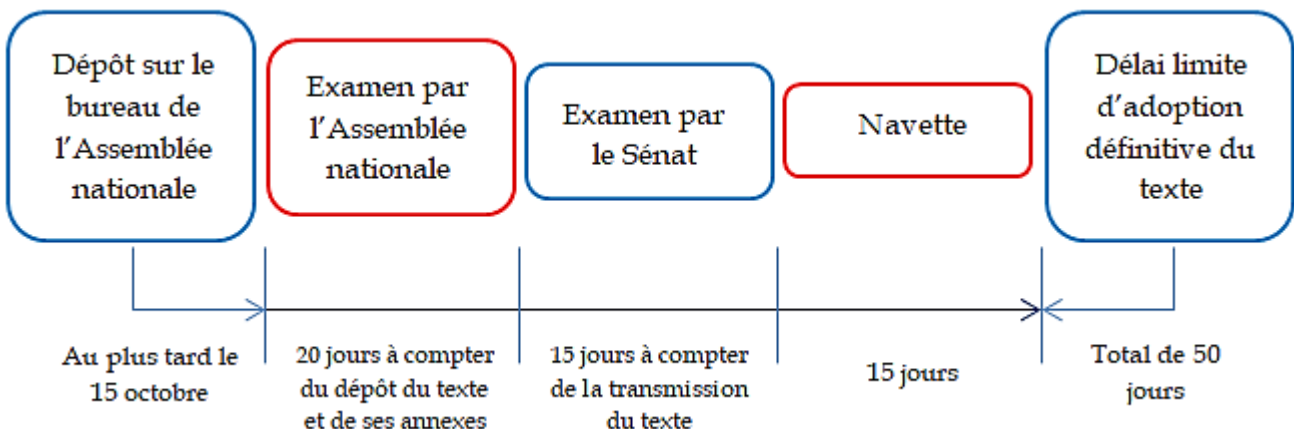 Dépôt sur le
bureau de
l'Assemblée
nationale
Examen par
l'Assemblée
nationale
Examen par
le Sénat
Navette
Délai limite
d'adoption
définitive du
texte
Au plus tard le
15 octobre
20 jours à compter
du dépôt du texte
et de ses annexes
15 jours à compter
de la transmission
du texte
15 jours
Total de 50
jours